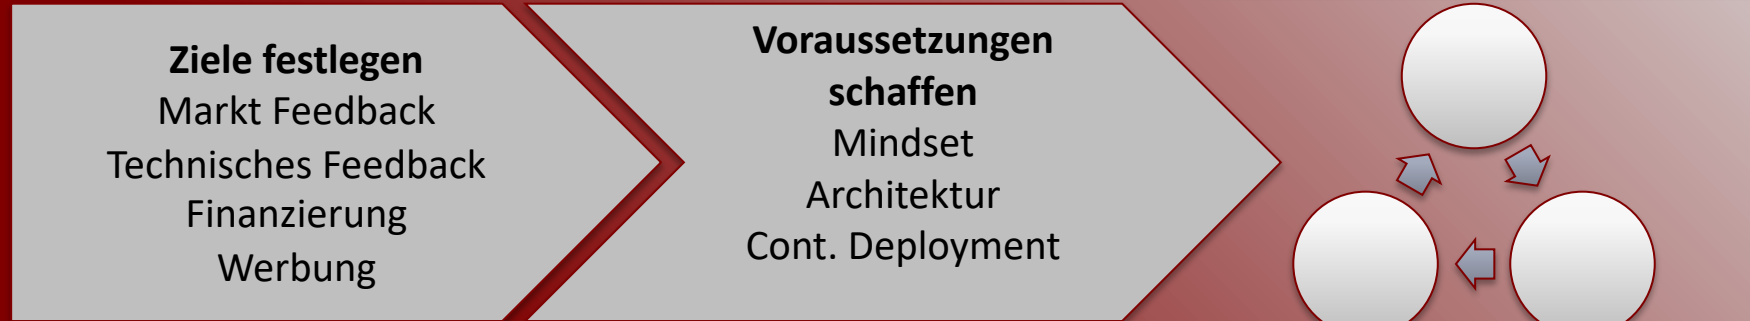 Ziele festlegen
Markt Feedback
Technisches Feedback
Finanzierung
Werbung
Voraussetzungen
schaffen
Mindset
Architektur
Cont. Deployment